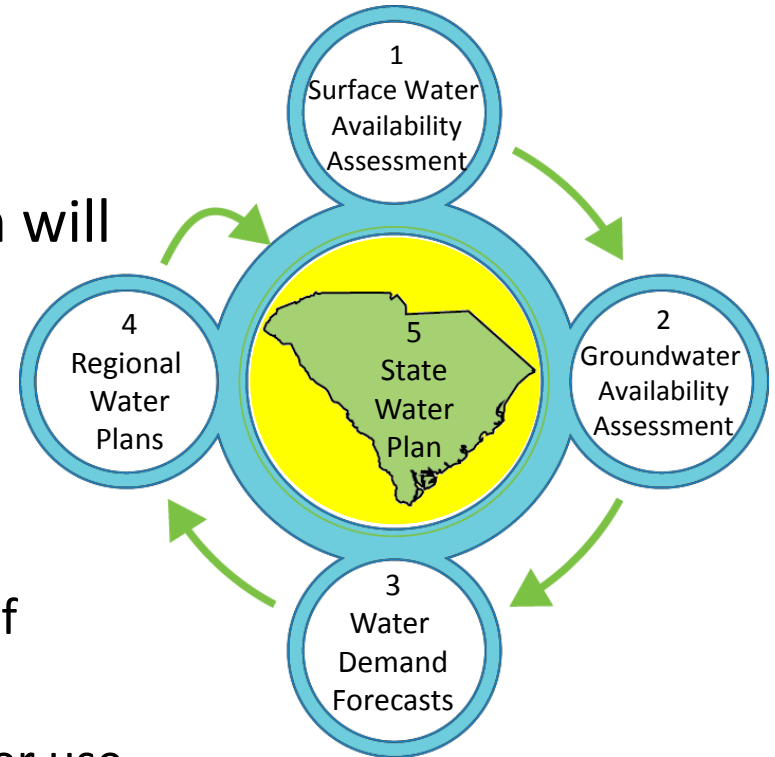 1
Surface Water
Availability
Assessment
will
4
Regional
Water
Plans
5
State
Water
Plan
2
Groundwater
Availability
Assessment
3
Water
Demand
Forecasts
use